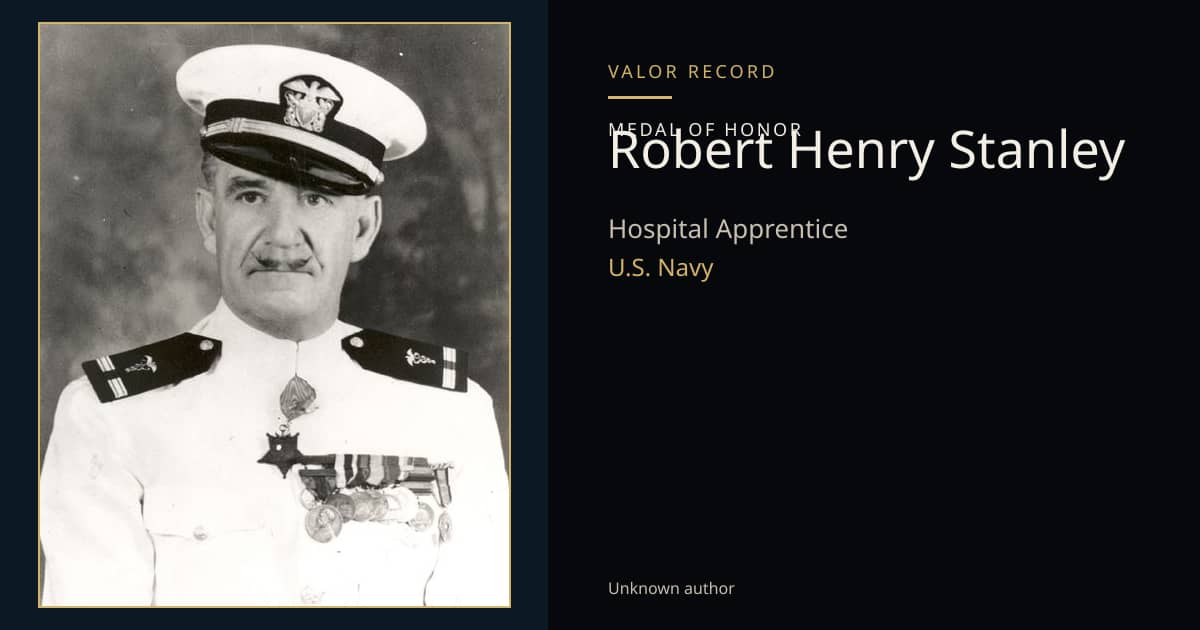 VALOR RECORD
MEDAL OF HONOR
Robert Henry Stanley
Hospital Apprentice
U.S. Navy
Unknown author